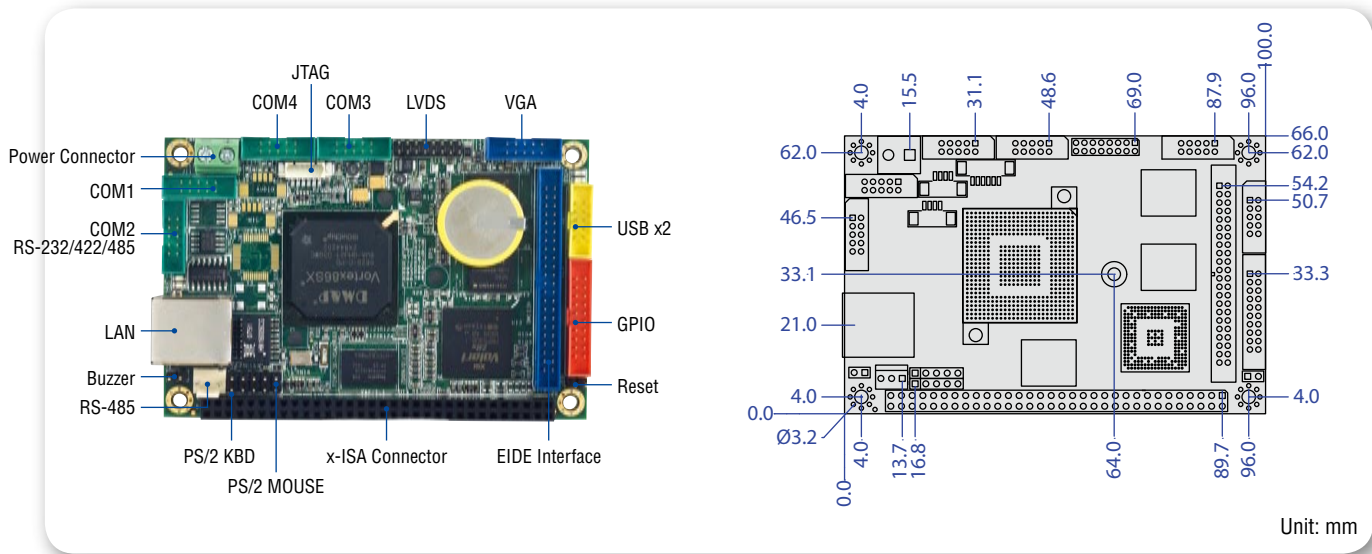 JTAG
COM4
COM3
LVDS
VGA
Power Connector
COM1
COM2
RS-232/422/485
LAN
Buzzer
RS-485
PS/2 KBD
PS/2 MOUSE
x-ISA Connector
EIDE Interface
USB x2
GPIO
Reset
Vortex86SX
DM&P
4.0
15.5
31.1
48.6
69.0
87.9
96.0
100.0
62.0
46.5
33.1
21.0
4.0
0.0
Ø3.2
66.0
62.0
54.2
50.7
33.3
4.0
0.0
4.0
13.7
16.8
64.0
89.7
96.0
Unit: mm